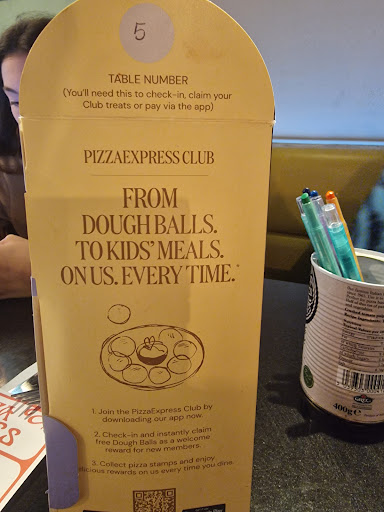 5
TABLE NUMBER
(You'll need this to check-in, claim your
Club treats or pay via the app)
PIZZAEXPRESS CLUB
FROM
DOUGH BALLS.
TO KIDS' MEALS.
ON US. EVERY TIME.*
1. Join the PizzaExpress Club by
downloading our app now.
2. Check-in and instantly claim
free Dough Balls as a welcome
reward for new members.
3. Collect pizza stamps and enjoy
delicious rewards on us every time you dine.
400g e